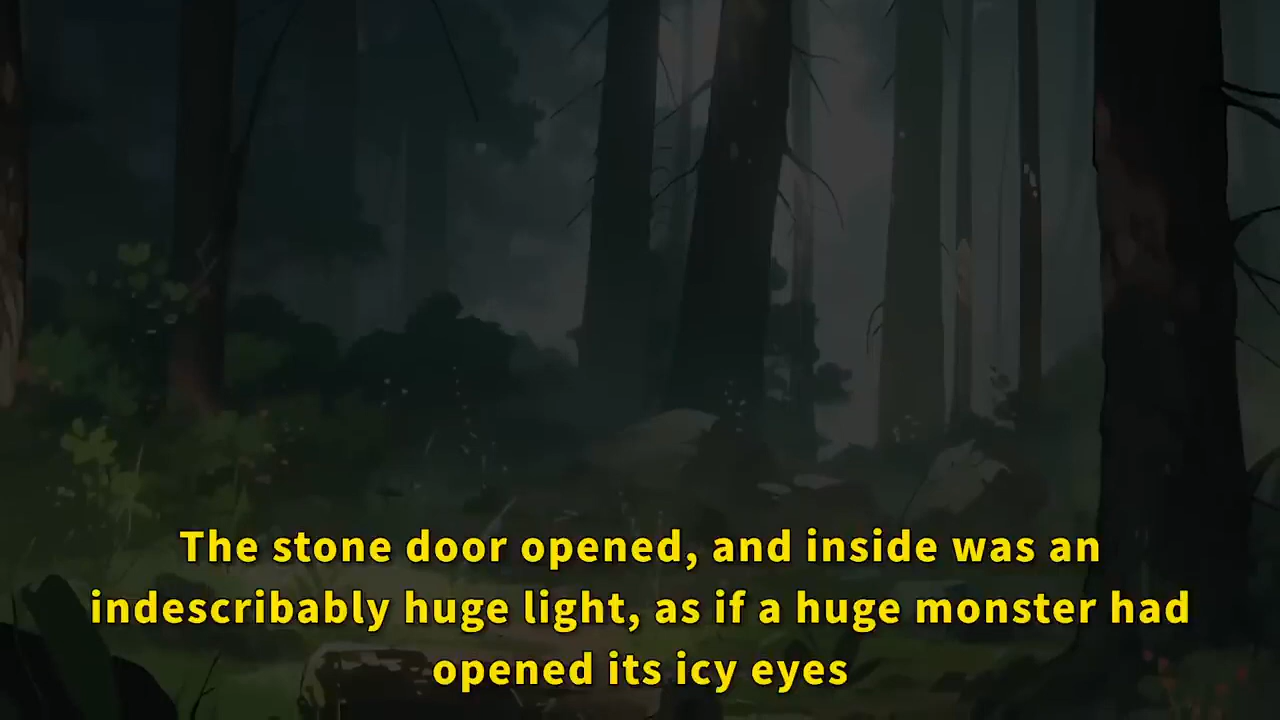 The stone door opened, and inside was an
indescribably huge light, as if a huge monster had
opened its icy eyes